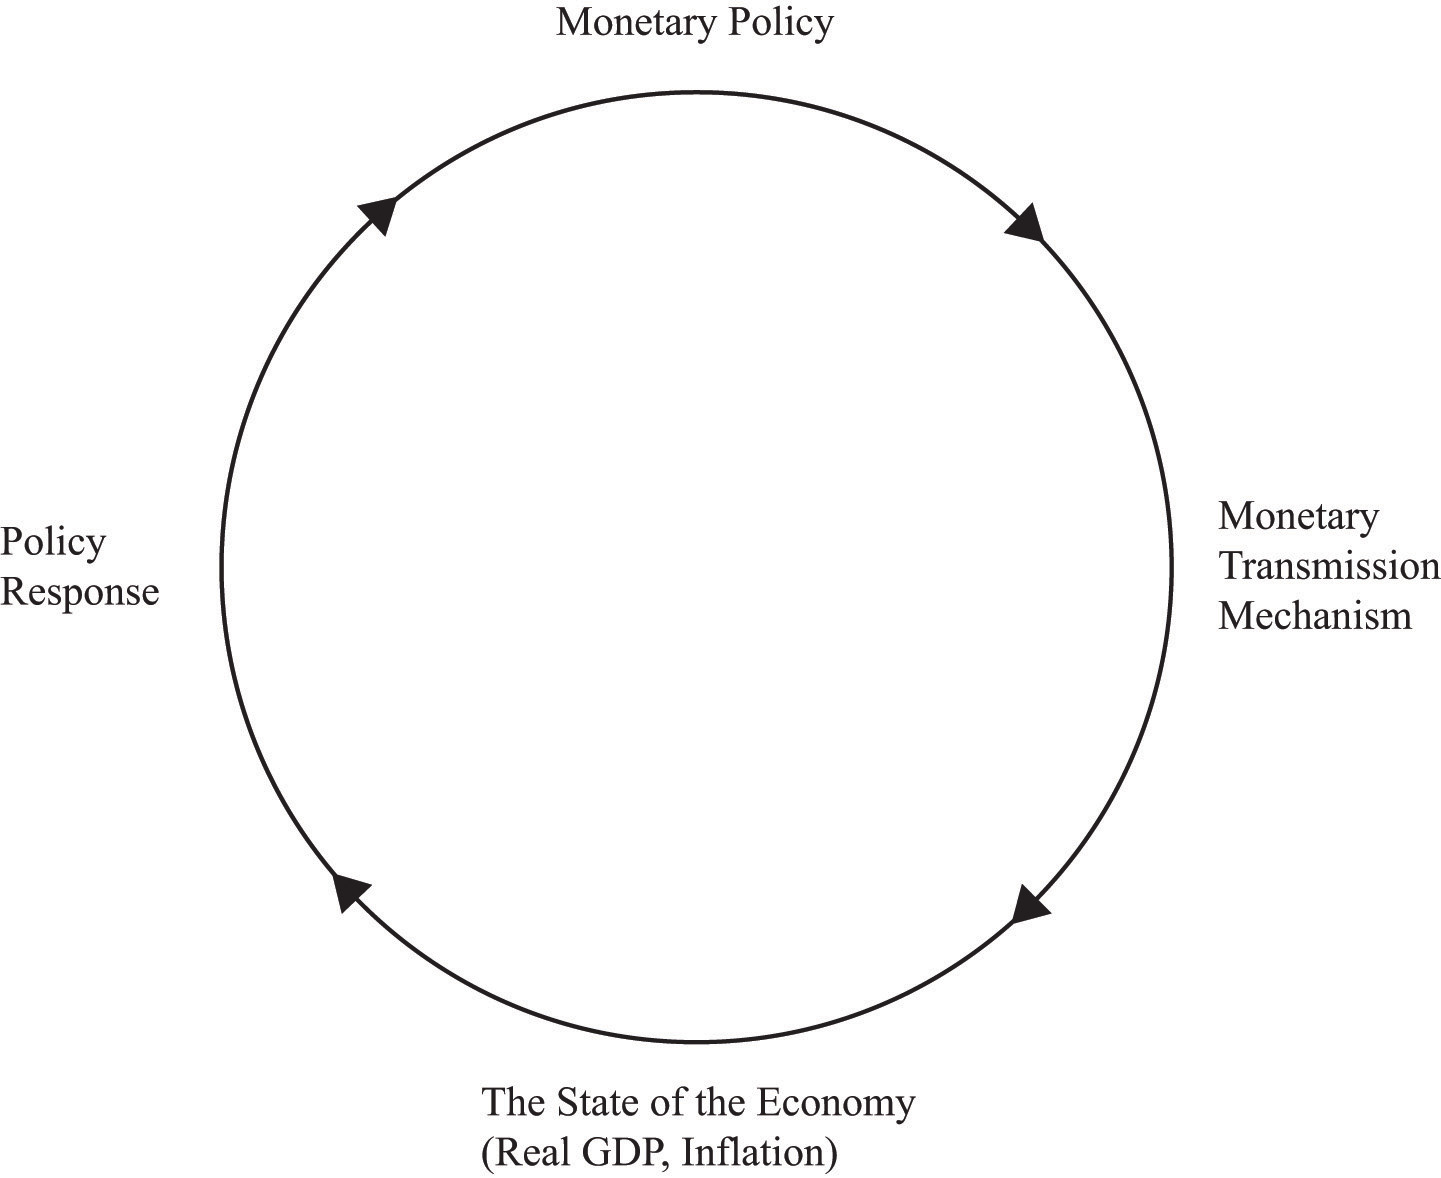 Monetary Policy
Policy
Response
Monetary
Transmission
Mechanism
The State of the Economy
(Real GDP, Inflation)